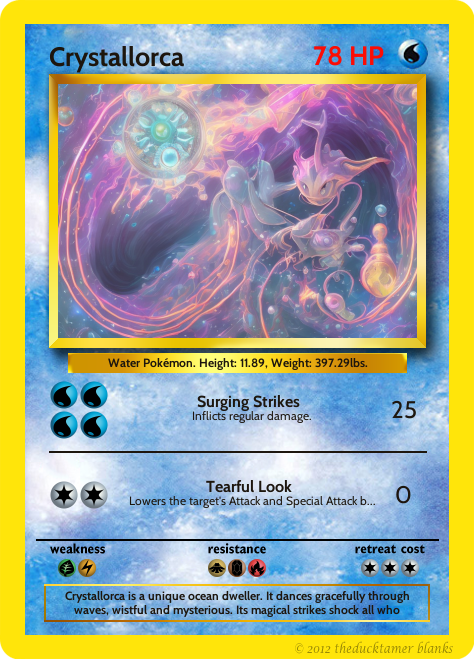 Crystallorca
78 HP
Water Pokémon. Height: 11.89, Weight: 397.29lbs.
Surging Strikes
Inflicts regular damage.
25
Tearful Look
Lowers the target's Attack and Special Attack b...
0
weakness
resistance
retreat cost
Crystallorca is a unique ocean dweller. It dances gracefully through
waves, wistful and mysterious. Its magical strikes shock all who
© 2012 theducktamer blanks